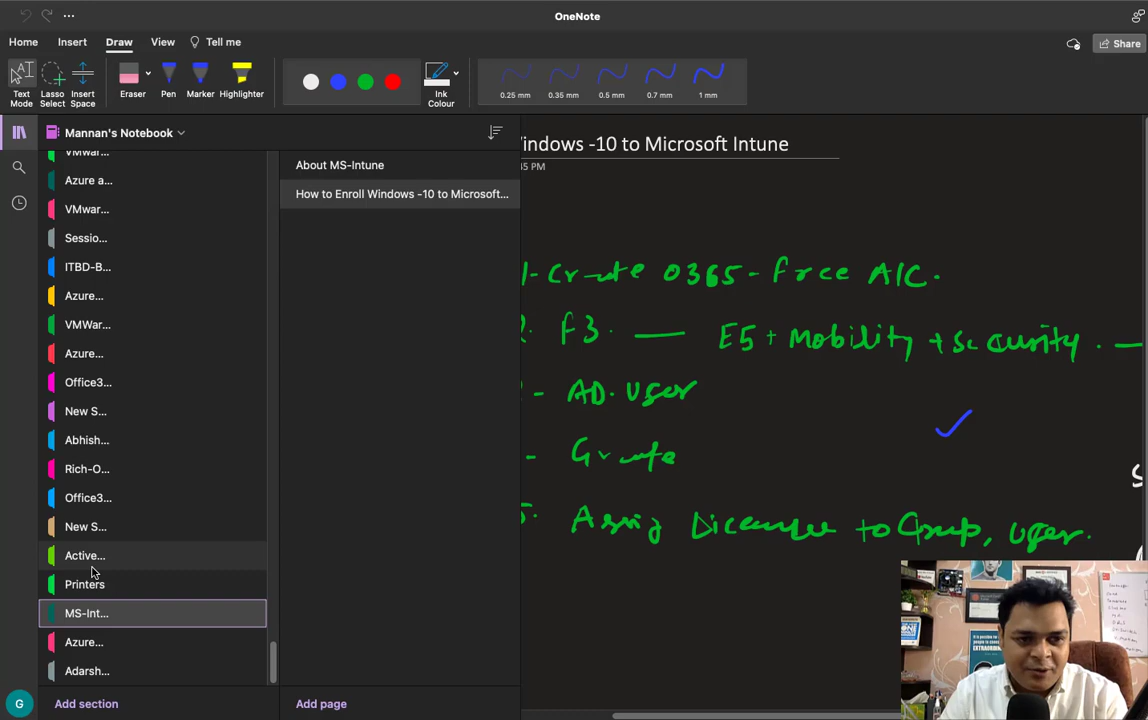 OneNote
Home Insert Draw View Tell me
Share
Text Mode
Lasso Select
Insert Space
Eraser
Pen
Marker
Highlighter
Ink Colour
0.25 mm 0.35 mm 0.5 mm 0.7 mm 1 mm
Mannan's Notebook
VMwar...
Azure a...
VMwar...
Sessio...
ITBD-B...
Azure...
VMWar...
Azure...
Office3...
New S...
Abhish...
Rich-O...
Office3...
New S...
Active...
Printers
MS-Int...
Azure...
Adarsh...
Add section
G
About MS-Intune
How to Enroll Windows -10 to Microsoft...
Add page
indows -10 to Microsoft Intune
45 PM
1- Create O365 - Free A/C.
2. F3. — E5 + Mobility + Security. —
- AD. User
-
5. Assing to Group, User.
EXTRAORDINARY